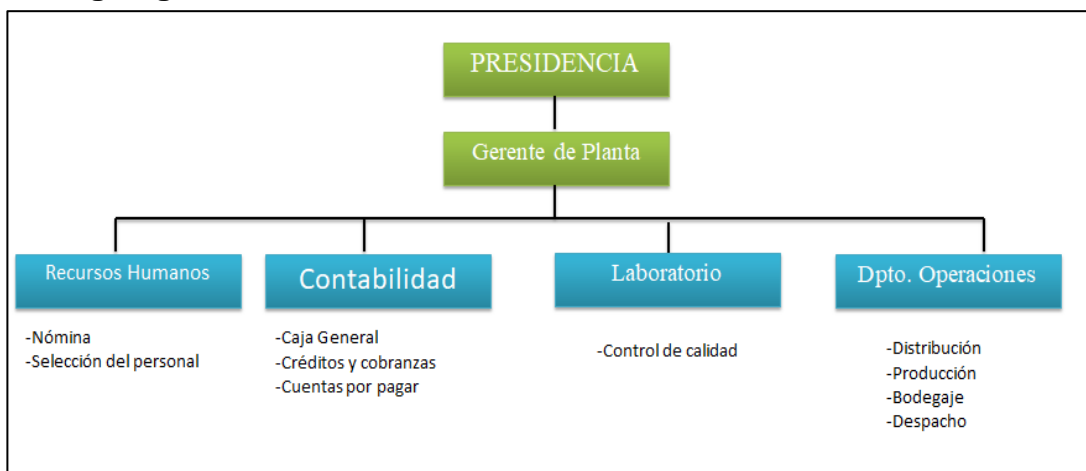 PRESIDENCIA
Gerente de Planta
Recursos Humanos
-Nómina
-Selección del personal
Contabilidad
-Caja General
-Créditos y cobranzas
-Cuentas por pagar
Laboratorio
-Control de calidad
Dpto. Operaciones
-Distribución
-Producción
-Bodegaje
-Despacho